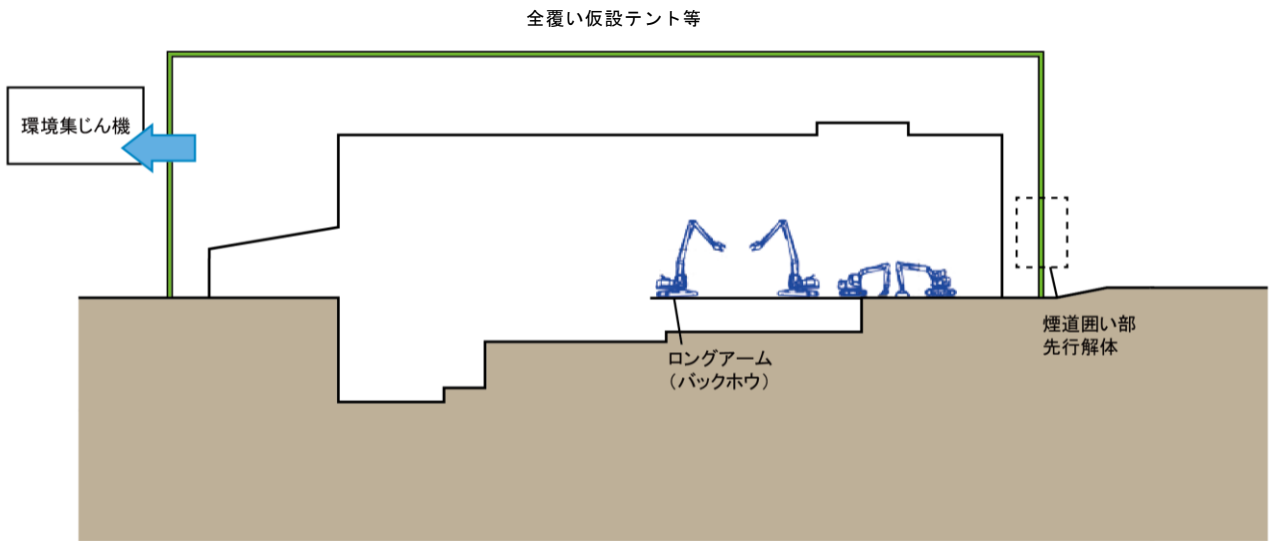 全覆い仮設テント等
環境集じん機
煙道囲い部
先行解体
ロングアーム
（バックホウ）